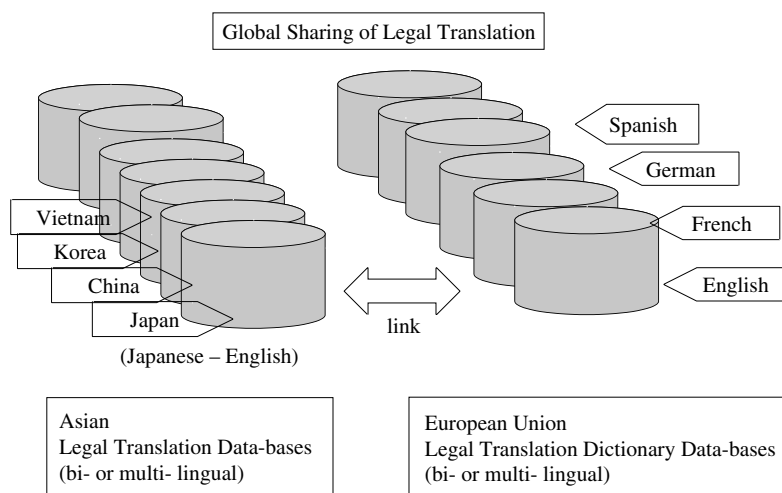 Global Sharing of Legal Translation
Spanish
German
Vietnam
French
Korea
China
English
Japan
link
(Japanese – English)
Asian
Legal Translation Data-bases
(bi- or multi- lingual)
European Union
Legal Translation Dictionary Data-bases
(bi- or multi- lingual)